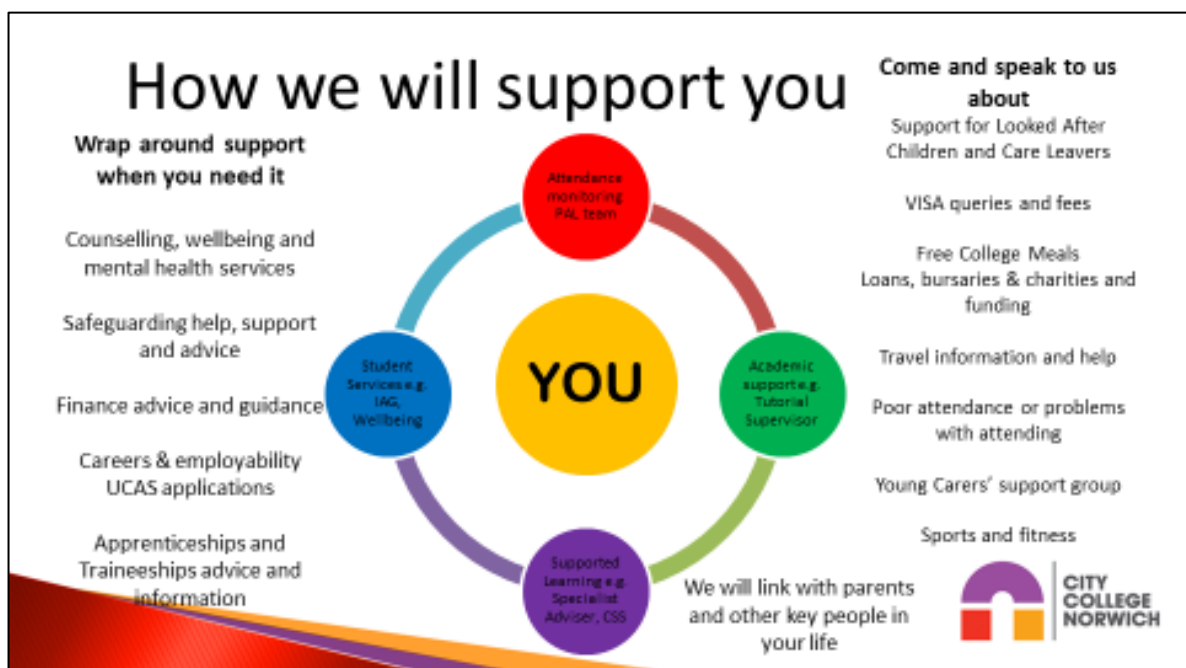 How we will support you
Wrap around support
when you need it
Counselling, wellbeing and
mental health services
Safeguarding help, support
and advice
Finance advice and guidance
Careers & employability
UCAS applications
Apprenticeships and
Traineeships advice and
information
Attendance
monitoring
PAL team
YOU
Student
Services e.g.
IAG,
Wellbeing
Academic
support e.g.
Tutorial
Supervisor
Supported
Learning e.g.
Specialist
Adviser, CSS
Come and speak to us
about
Support for Looked After
Children and Care Leavers
VISA queries and fees
Free College Meals
Loans, bursaries & charities and
funding
Travel information and help
Poor attendance or problems
with attending
Young Carers' support group
Sports and fitness
We will link with parents
and other key people in
your life
CITY
COLLEGE
NORWICH